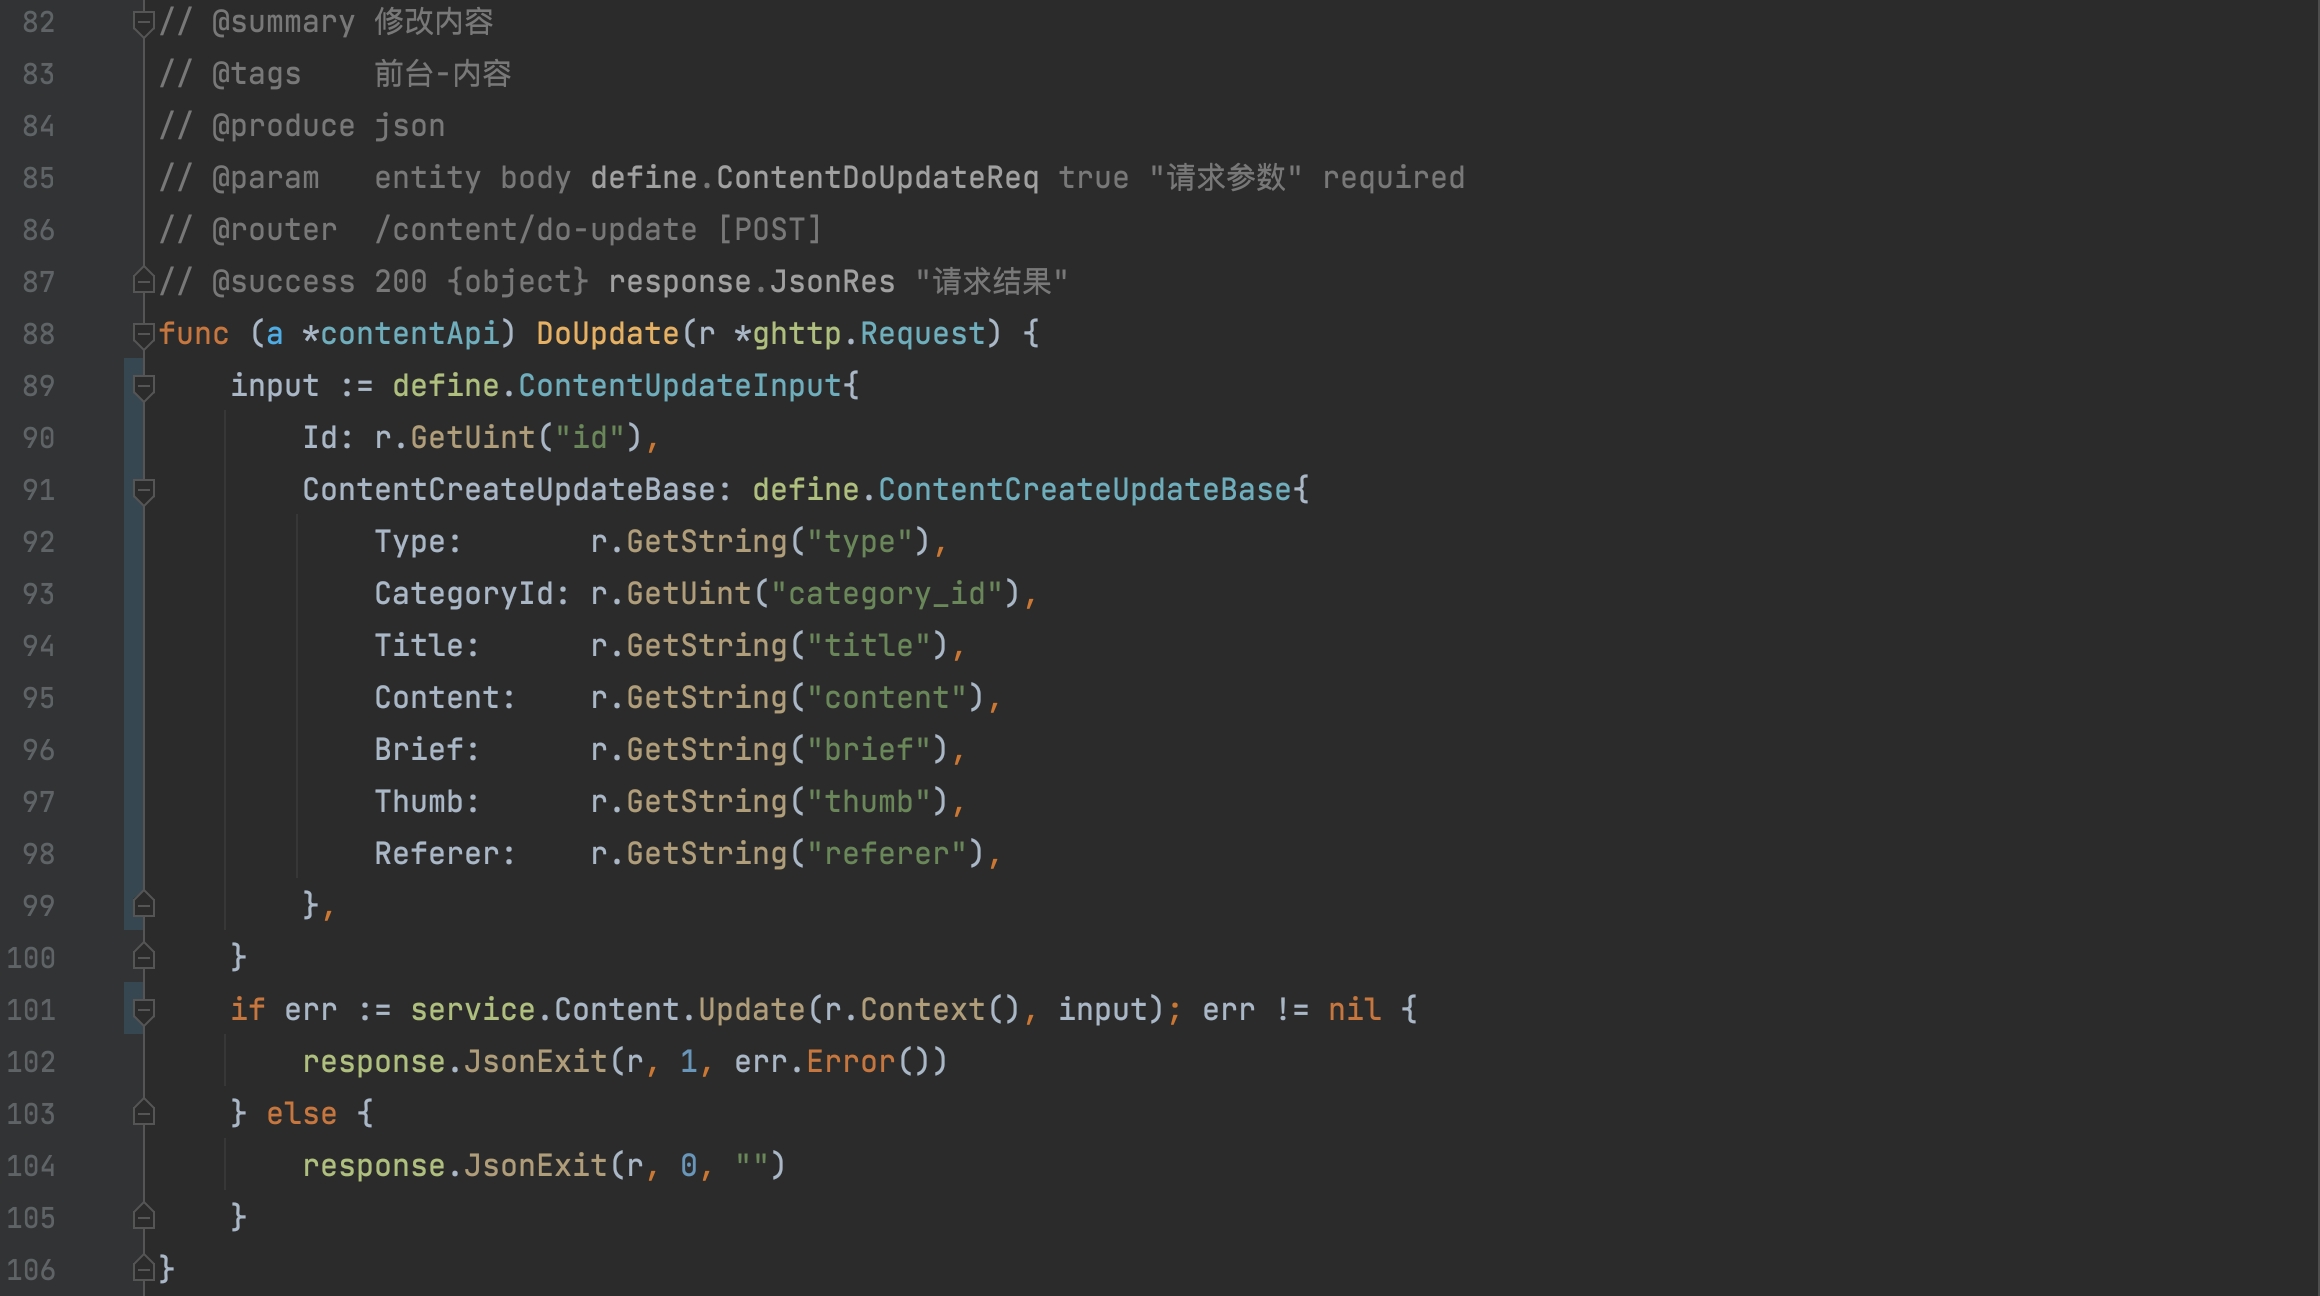 82 // @summary 修改内容
83 // @tags    前台-内容
84 // @produce json
85 // @param   entity body define.ContentDoUpdateReq true "请求参数" required
86 // @router  /content/do-update [POST]
87 // @success 200 {object} response.JsonRes "请求结果"
88 func (a *contentApi) DoUpdate(r *ghttp.Request) {
89     input := define.ContentUpdateInput{
90         Id: r.GetUint("id"),
91         ContentCreateUpdateBase: define.ContentCreateUpdateBase{
92             Type:       r.GetString("type"),
93             CategoryId: r.GetUint("category_id"),
94             Title:      r.GetString("title"),
95             Content:    r.GetString("content"),
96             Brief:      r.GetString("brief"),
97             Thumb:      r.GetString("thumb"),
98             Referer:    r.GetString("referer"),
99         },
100     }
101     if err := service.Content.Update(r.Context(), input); err != nil {
102         response.JsonExit(r, 1, err.Error())
103     } else {
104         response.JsonExit(r, 0, "")
105     }
106 }